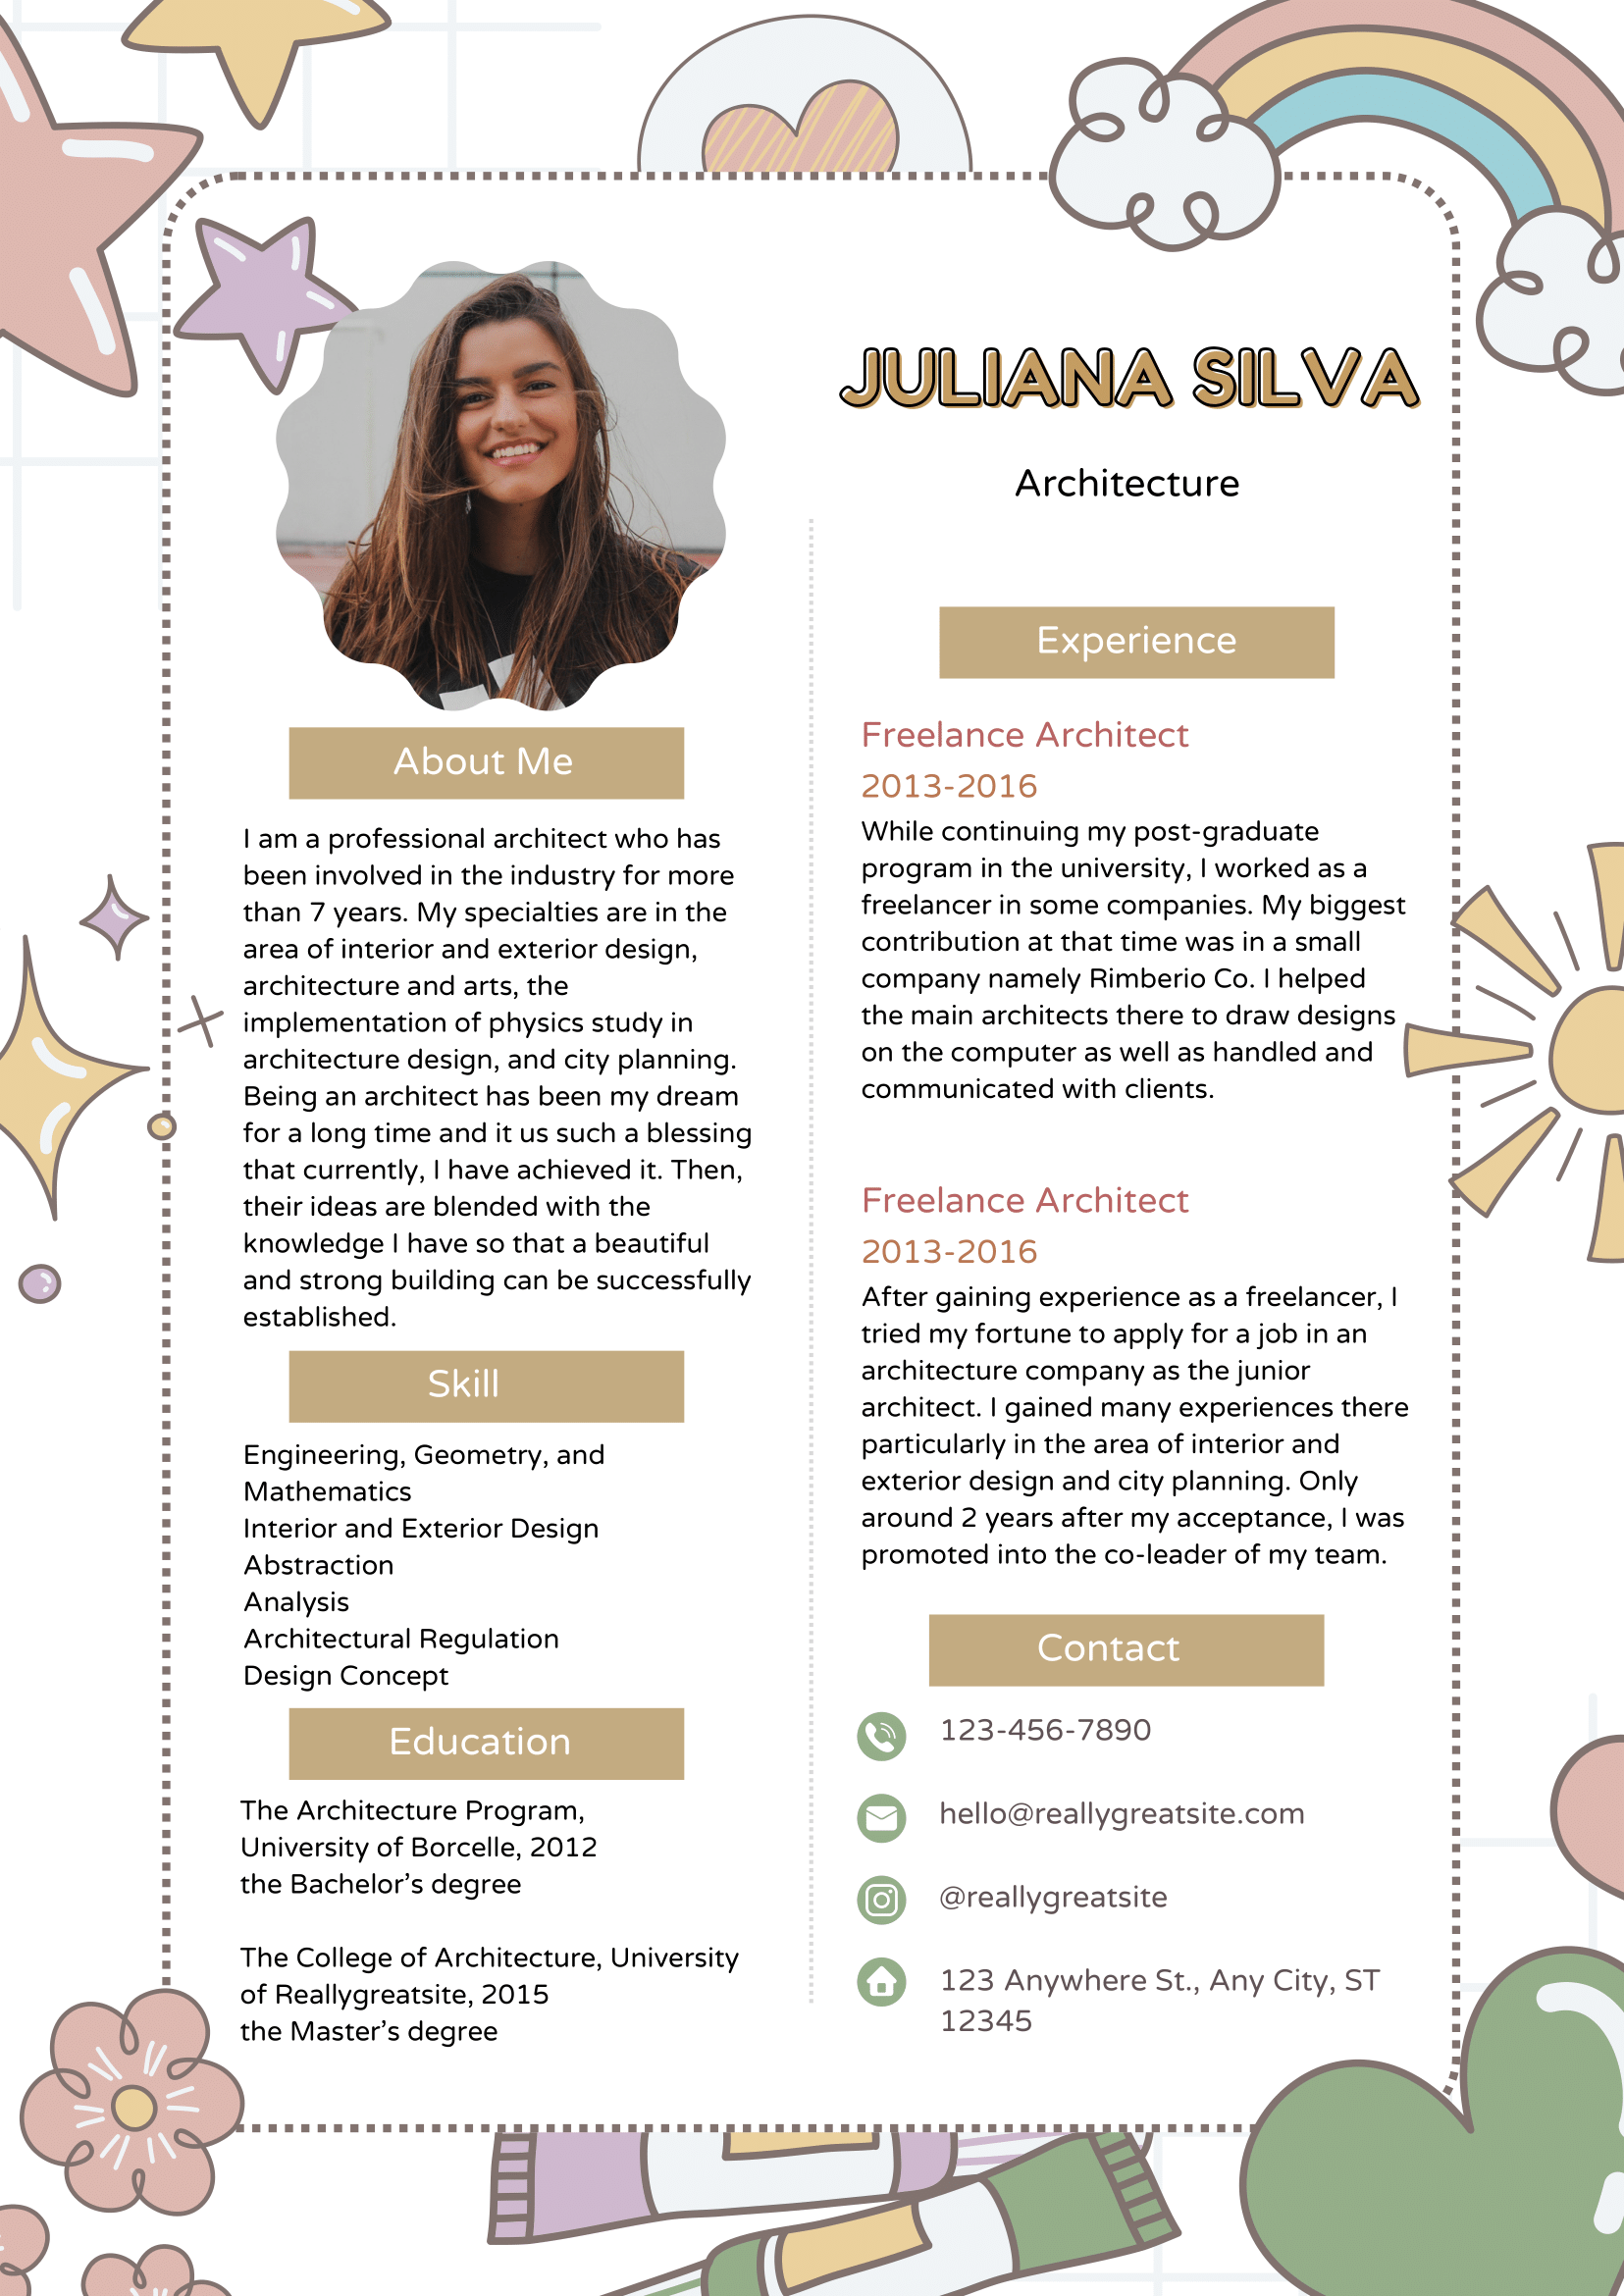 JULIANA SILVA
Architecture
About Me
I am a professional architect who has
been involved in the industry for more
than 7 years. My specialties are in the
area of interior and exterior design,
architecture and arts, the
implementation of physics study in
architecture design, and city planning.
Being an architect has been my dream
for a long time and it us such a blessing
that currently, I have achieved it. Then,
their ideas are blended with the
knowledge I have so that a beautiful
and strong building can be successfully
established.
Skill
Engineering, Geometry, and
Mathematics
Interior and Exterior Design
Abstraction
Analysis
Architectural Regulation
Design Concept
Education
The Architecture Program,
University of Borcelle, 2012
the Bachelor’s degree
The College of Architecture, University
of Reallygreatsite, 2015
the Master’s degree
Experience
Freelance Architect
2013-2016
While continuing my post-graduate
program in the university, I worked as a
freelancer in some companies. My biggest
contribution at that time was in a small
company namely Rimberio Co. I helped
the main architects there to draw designs
on the computer as well as handled and
communicated with clients.
Freelance Architect
2013-2016
After gaining experience as a freelancer, I
tried my fortune to apply for a job in an
architecture company as the junior
architect. I gained many experiences there
particularly in the area of interior and
exterior design and city planning. Only
around 2 years after my acceptance, I was
promoted into the co-leader of my team.
Contact
123-456-7890
hello@reallygreatsite.com
@reallygreatsite
123 Anywhere St., Any City, ST
12345